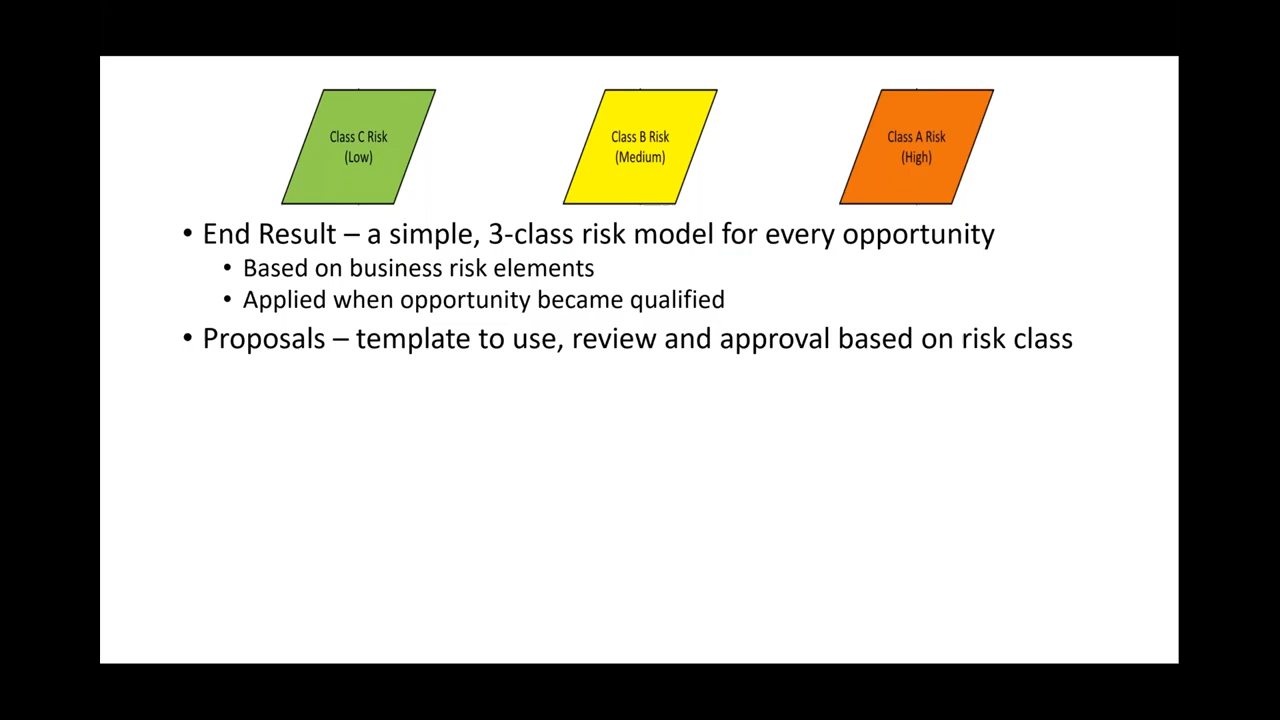 Class C Risk
(Low)
Class B Risk
(Medium)
Class A Risk
(High)
• End Result – a simple, 3-class risk model for every opportunity
• Based on business risk elements
• Applied when opportunity became qualified
• Proposals – template to use, review and approval based on risk class